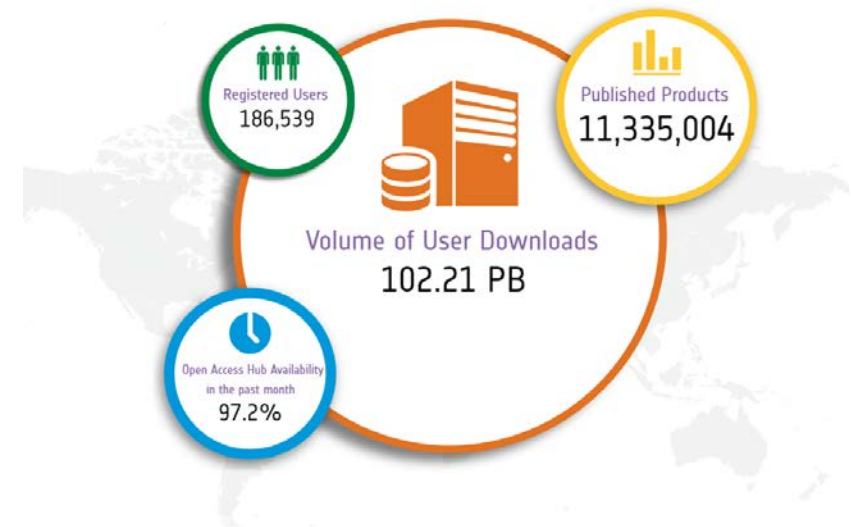 Registered Users
186,539
Published Products
11,335,004
Volume of User Downloads
102.21 PB
Open Access Hub Availability
in the past month
97.2%